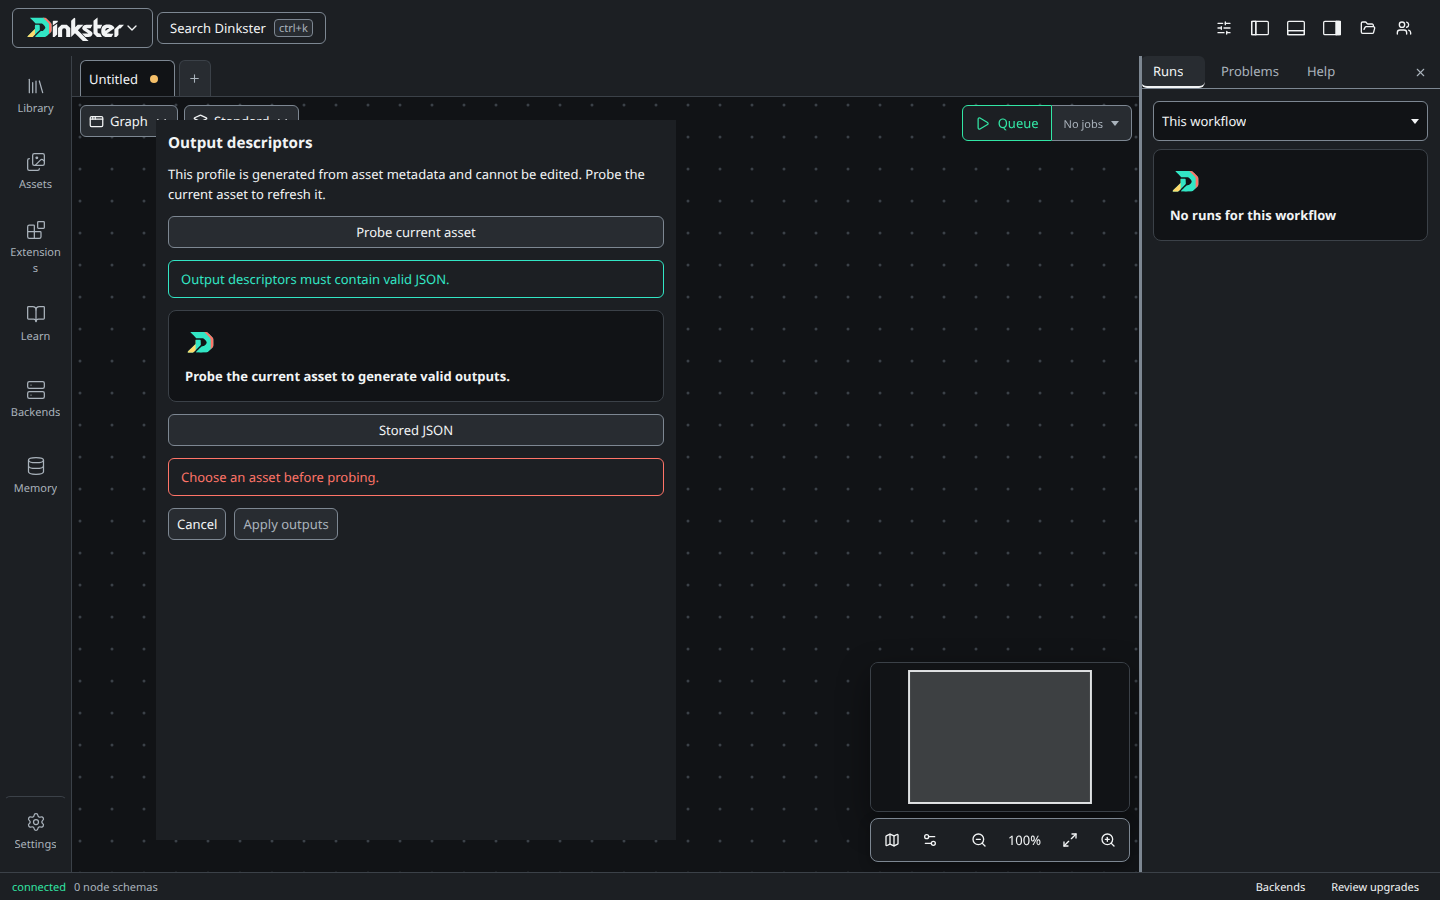 Dinkster
Search Dinkster ctrl+k
Library
Assets
Extension
s
Learn
Backends
Memory
Settings
Untitled
Graph
Standard
Queue
No jobs
Output descriptors
This profile is generated from asset metadata and cannot be edited. Probe the
current asset to refresh it.
Probe current asset
Output descriptors must contain valid JSON.
Probe the current asset to generate valid outputs.
Stored JSON
Choose an asset before probing.
Cancel
Apply outputs
100%
Runs
Problems
Help
This workflow
No runs for this workflow
connected
0 node schemas
Backends
Review upgrades